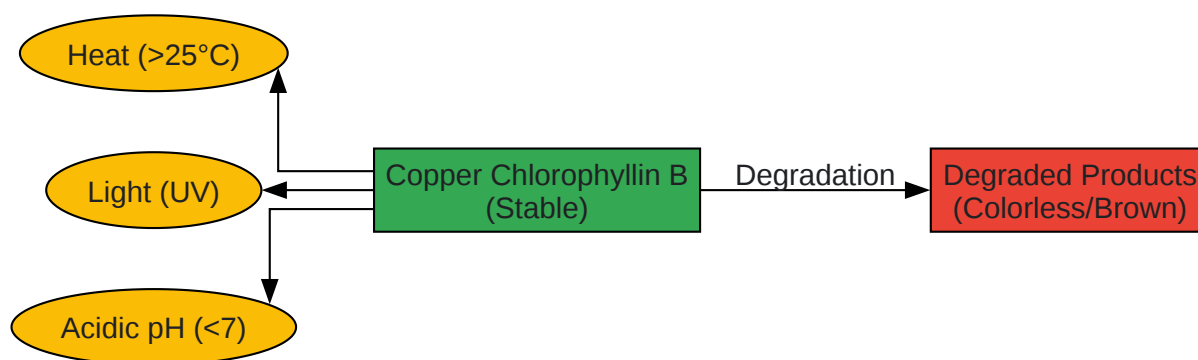 Heat (>25°C)
Light (UV)
Acidic pH (<7)
Copper Chlorophyllin B
(Stable)
Degradation
Degraded Products
(Colorless/Brown)